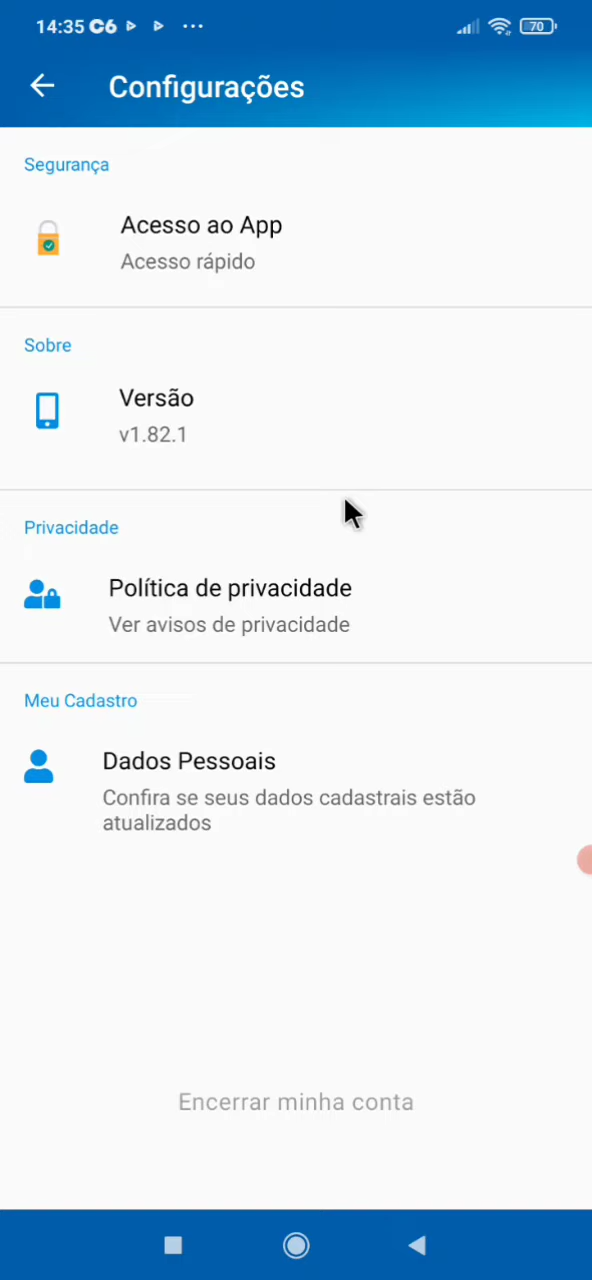 14:35 C6 ...
70
Configurações
Segurança
Acesso ao App
Acesso rápido
Sobre
Versão
v1.82.1
Privacidade
Política de privacidade
Ver avisos de privacidade
Meu Cadastro
Dados Pessoais
Confira se seus dados cadastrais estão
atualizados
Encerrar minha conta